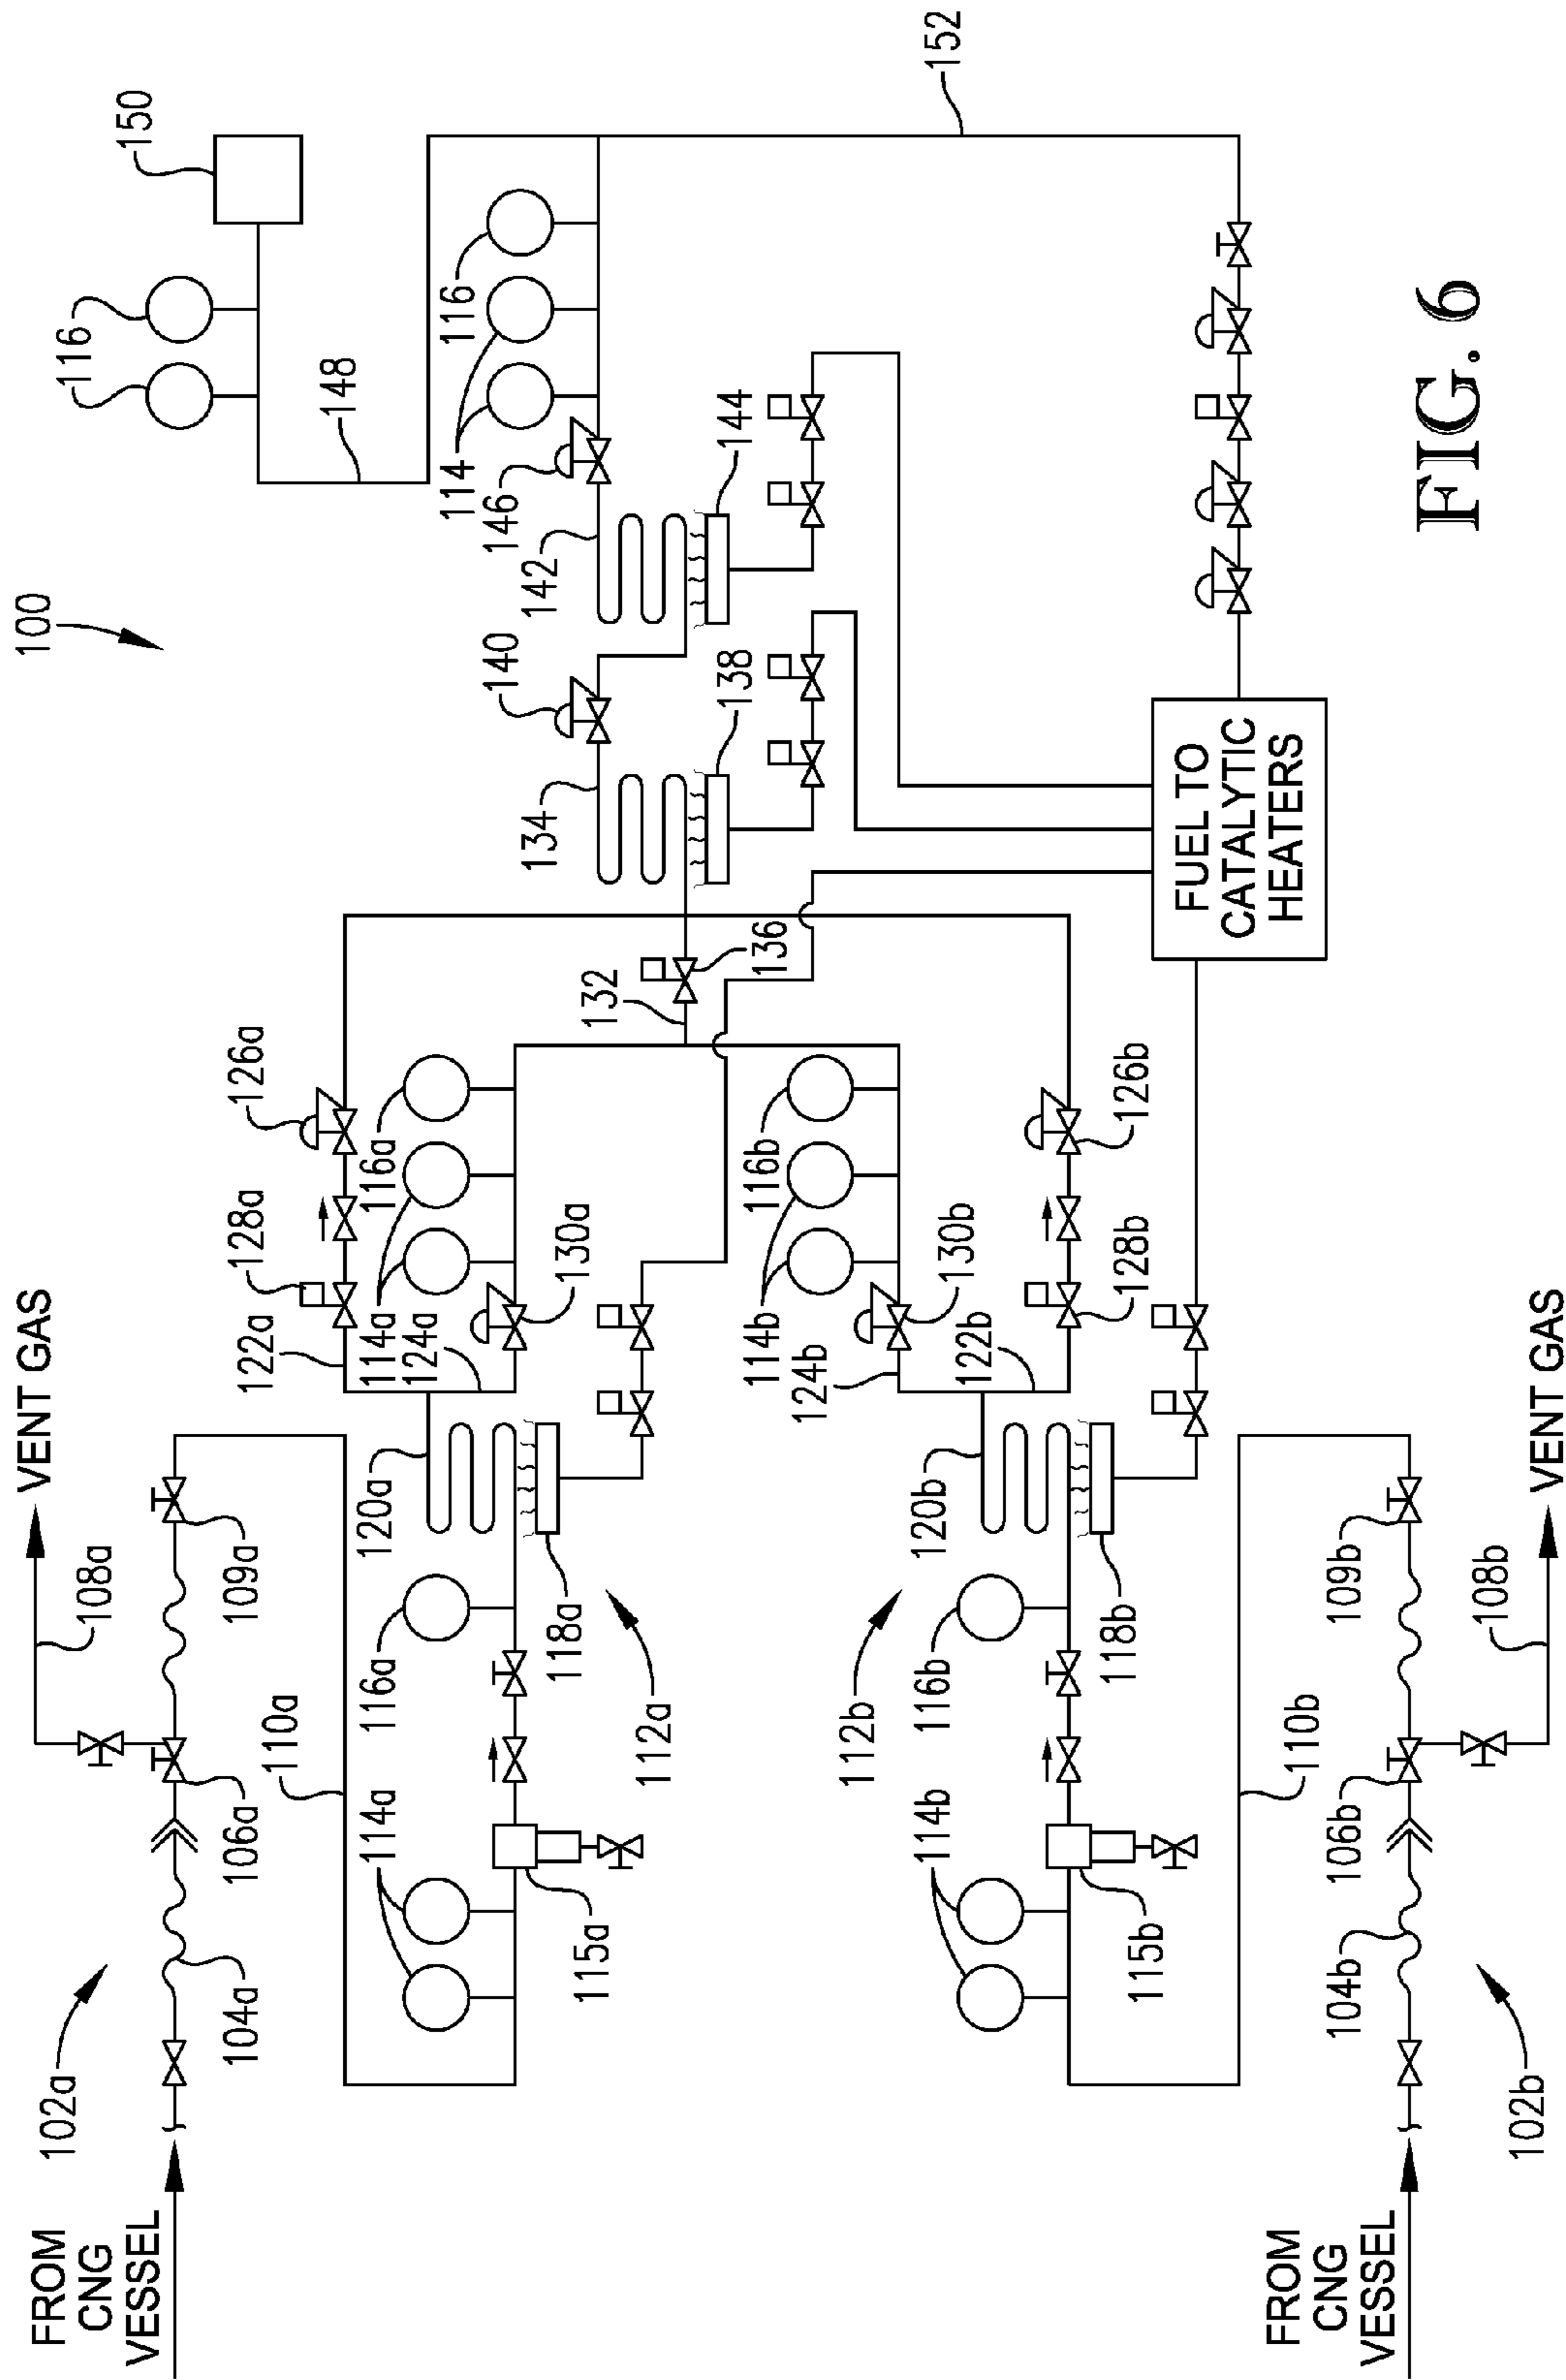 100
FROM
CNG
VESSEL
102a
104a
106a
108a
VENT GAS
109a
110a
114a
115a
116a
112a
118a
120a
122a
128a
126a
124a
114a
116a
130a
132
136
134
138
140
142
144
146
114
116
148
116
150
152
FROM
CNG
VESSEL
102b
104b
106b
108b
VENT GAS
109b
110b
114b
115b
116b
112b
118b
120b
122b
128b
126b
124b
114b
116b
130b
FUEL TO
CATALYTIC
HEATERS
FIG. 6